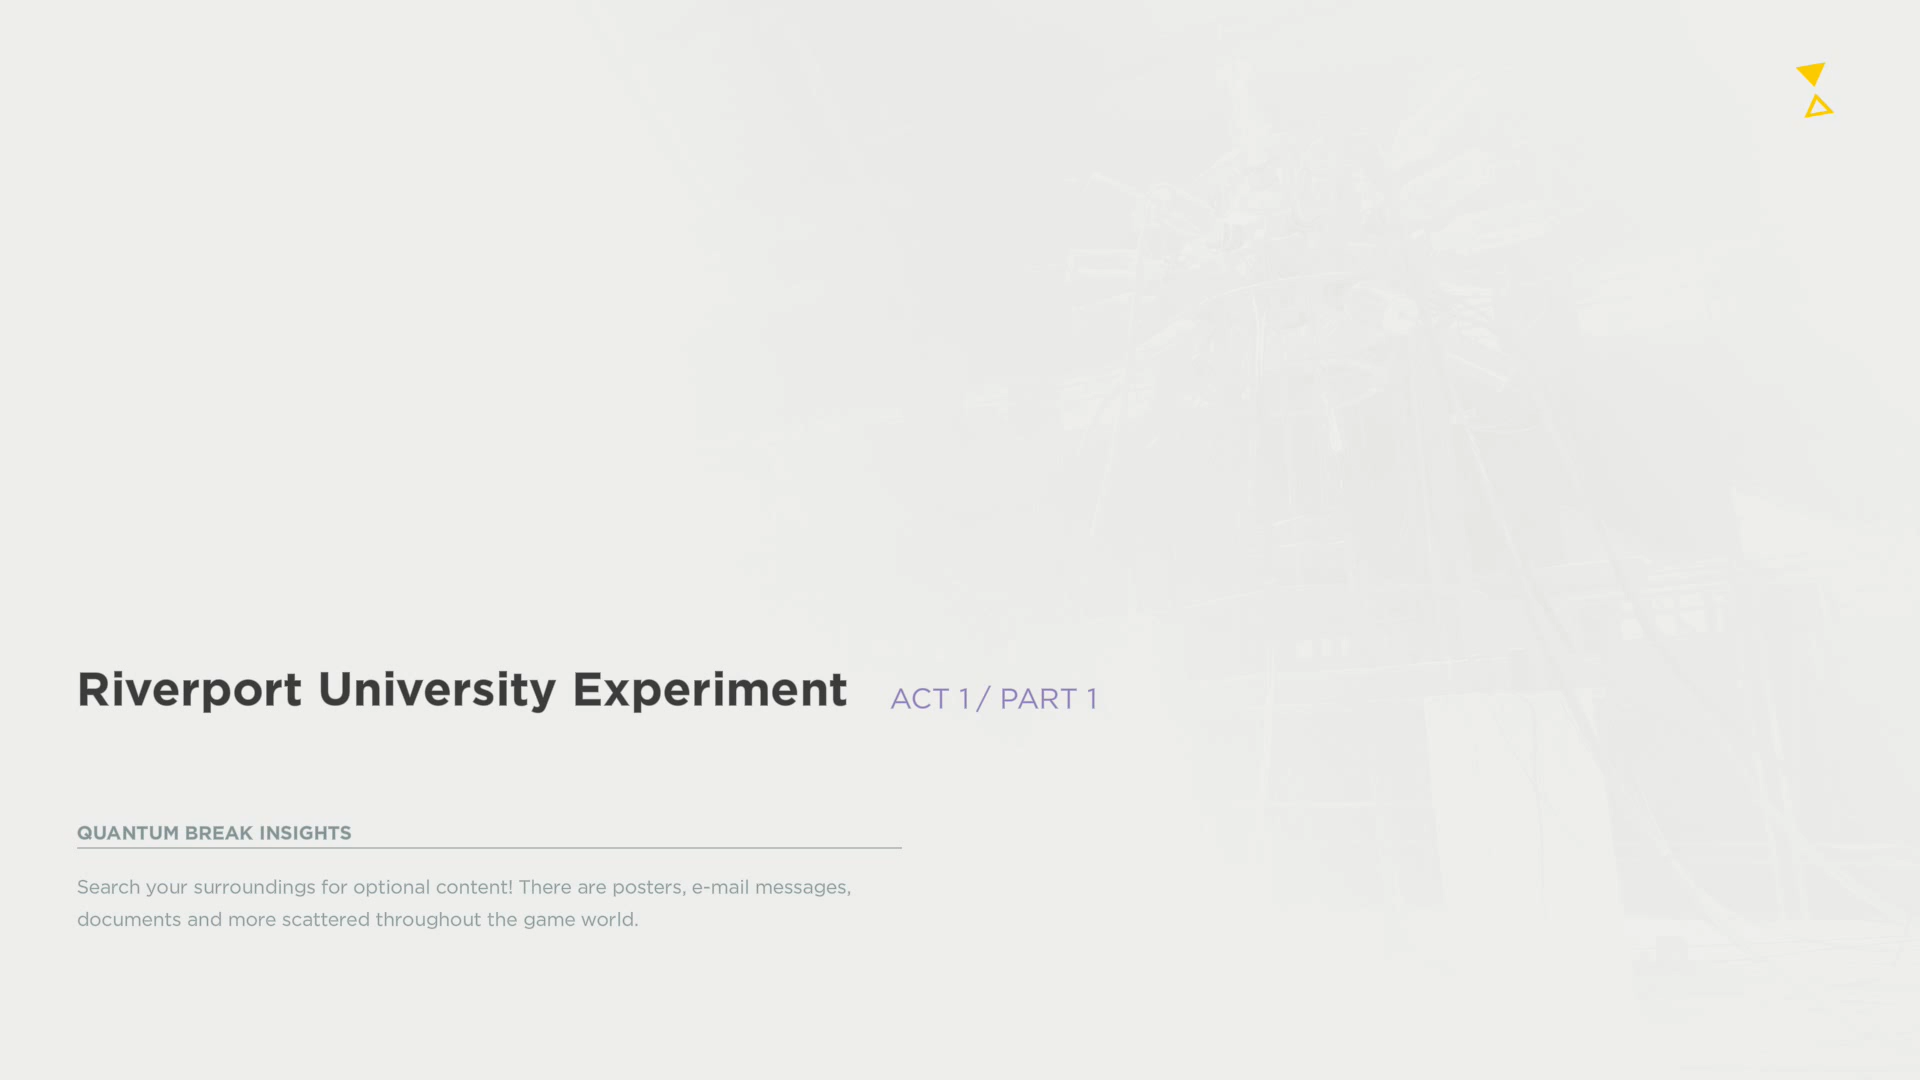 Riverport University Experiment ACT 1 / PART 1
QUANTUM BREAK INSIGHTS
Search your surroundings for optional content! There are posters, e-mail messages,
documents and more scattered throughout the game world.